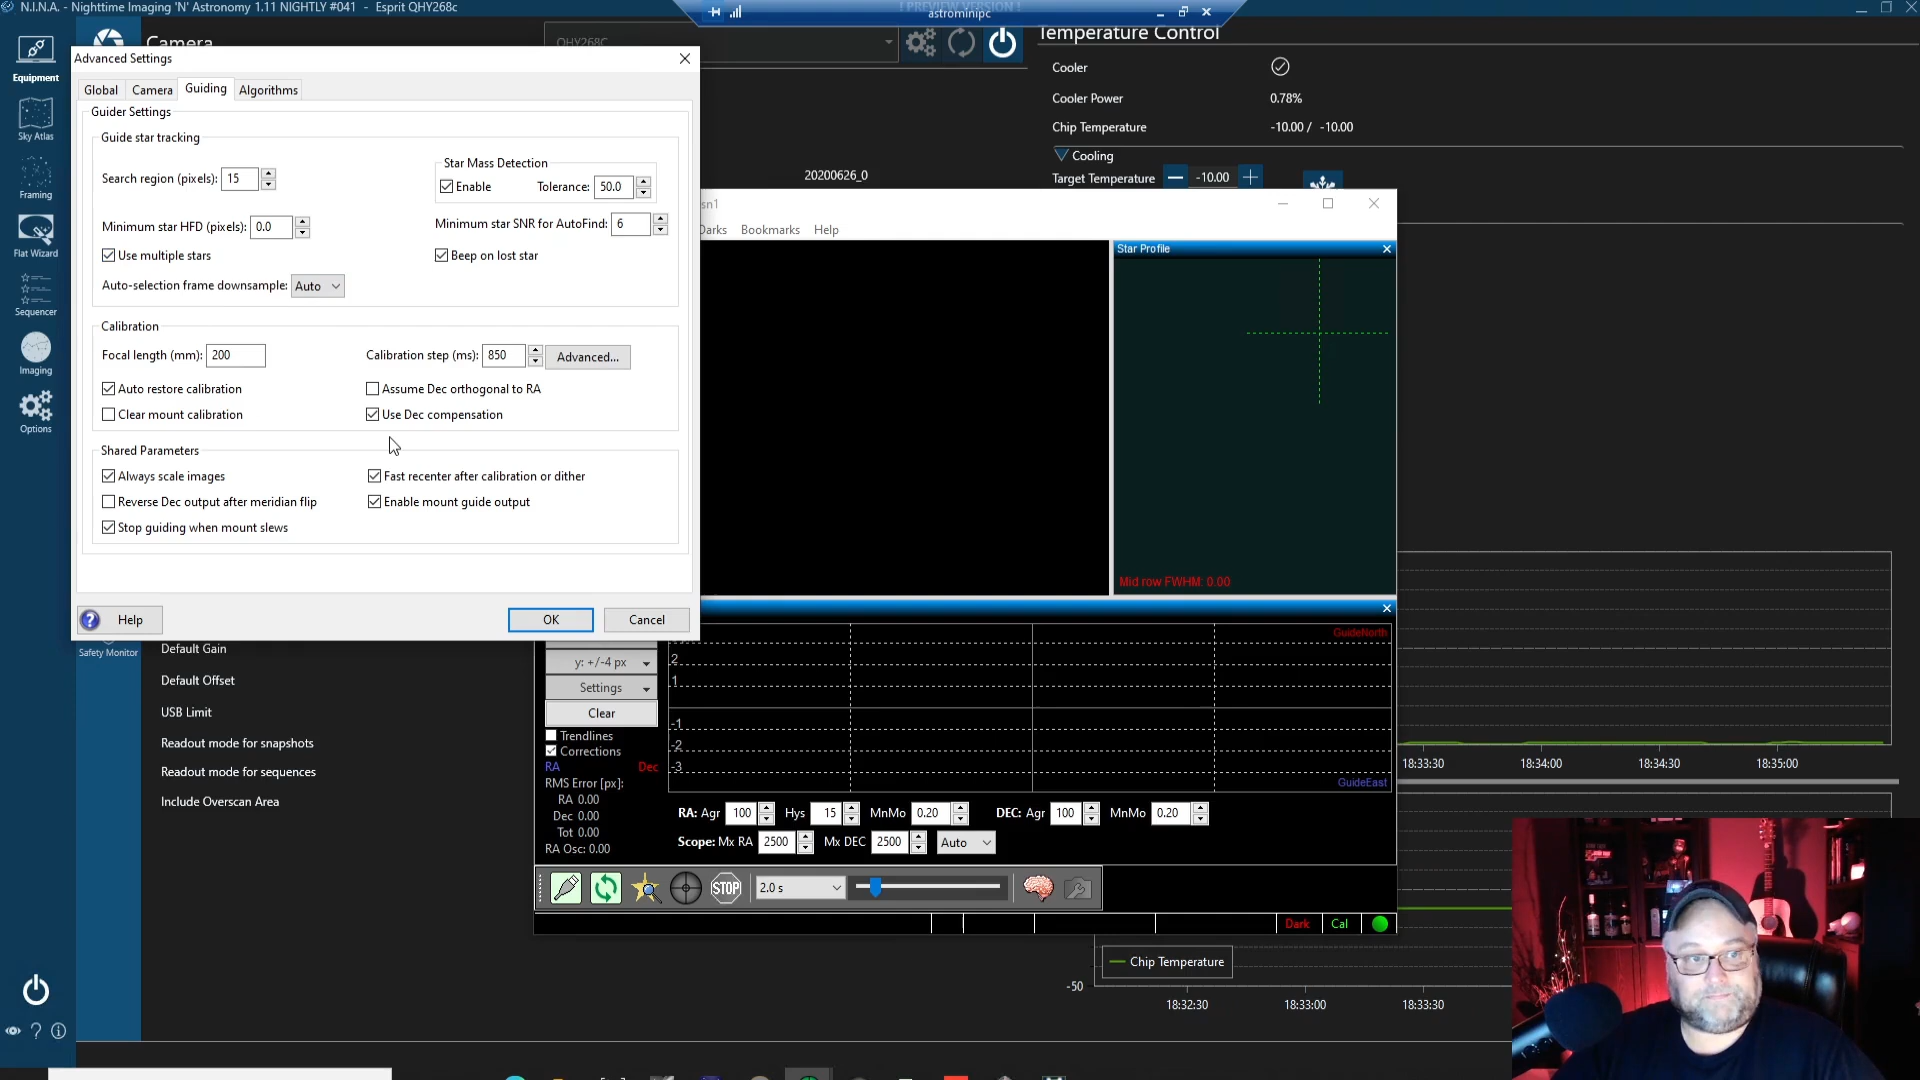 N.I.N.A. - Nighttime Imaging 'N' Astronomy 1.11 NIGHTLY #041 - Esprit QHY268c
! PREVIEW VERSION !
astrominipc
Camera
QHY268C
Temperature Control
Equipment
Sky Atlas
Framing
Flat Wizard
Sequencer
Imaging
Options
Advanced Settings
Global
Camera
Guiding
Algorithms
Guider Settings
Guide star tracking
Search region (pixels): 15
Star Mass Detection
Enable
Tolerance: 50.0
Minimum star HFD (pixels): 0.0
Minimum star SNR for AutoFind: 6
Use multiple stars
Beep on lost star
Auto-selection frame downsample: Auto
Calibration
Focal length (mm): 200
Calibration step (ms): 850
Advanced...
Auto restore calibration
Assume Dec orthogonal to RA
Clear mount calibration
Use Dec compensation
Shared Parameters
Always scale images
Fast recenter after calibration or dither
Reverse Dec output after meridian flip
Enable mount guide output
Stop guiding when mount slews
? Help
OK
Cancel
Cooler
Cooler Power
0.78%
Chip Temperature
-10.00 / -10.00
Cooling
Target Temperature
-10.00
20200626_0
sn1
Darks
Bookmarks
Help
Star Profile
Mid row FWHM: 0.00
Safety Monitor
Default Gain
Default Offset
USB Limit
Readout mode for snapshots
Readout mode for sequences
Include Overscan Area
y: +/-4 px
Settings
Clear
Trendlines
Corrections
RA
Dec
RMS Error [px]:
RA 0.00
Dec 0.00
Tot 0.00
RA Osc: 0.00
2
1
-1
-2
-3
GuideNorth
GuideEast
RA: Agr 100 Hys 15 MnMo 0.20 DEC: Agr 100 MnMo 0.20
Scope: Mx RA 2500 Mx DEC 2500 Auto
STOP
2.0 s
Dark
Cal
18:33:30
18:34:00
18:34:30
18:35:00
Chip Temperature
-50
18:32:30
18:33:00
18:33:30